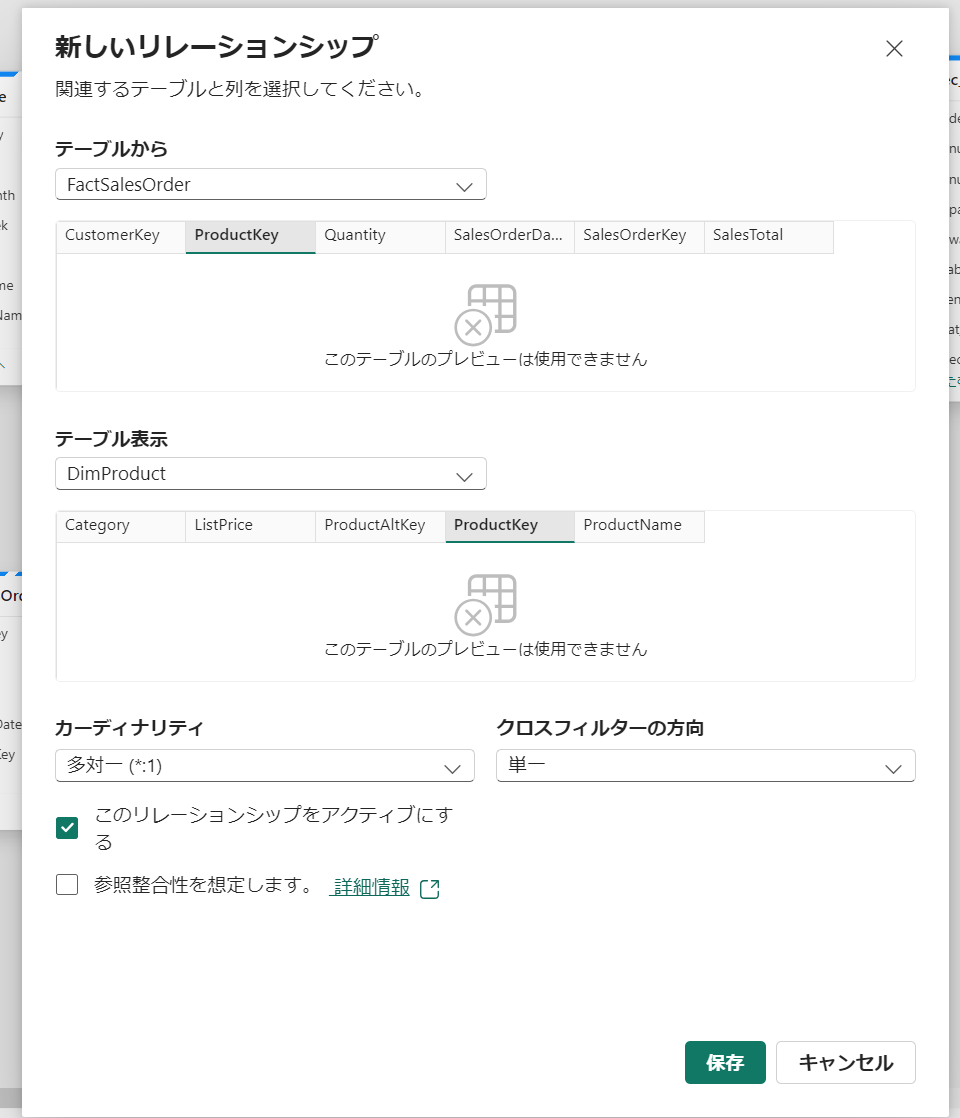 新しいリレーションシップ
関連するテーブルと列を選択してください。
テーブルから
FactSalesOrder
CustomerKey ProductKey Quantity SalesOrderDa... SalesOrderKey SalesTotal
このテーブルのプレビューは使用できません
テーブル表示
DimProduct
Category ListPrice ProductAltKey ProductKey ProductName
このテーブルのプレビューは使用できません
カーディナリティ クロスフィルターの方向
多対一 (*:1) 単一
このリレーションシップをアクティブにす
る
参照整合性を想定します。 詳細情報
保存 キャンセル